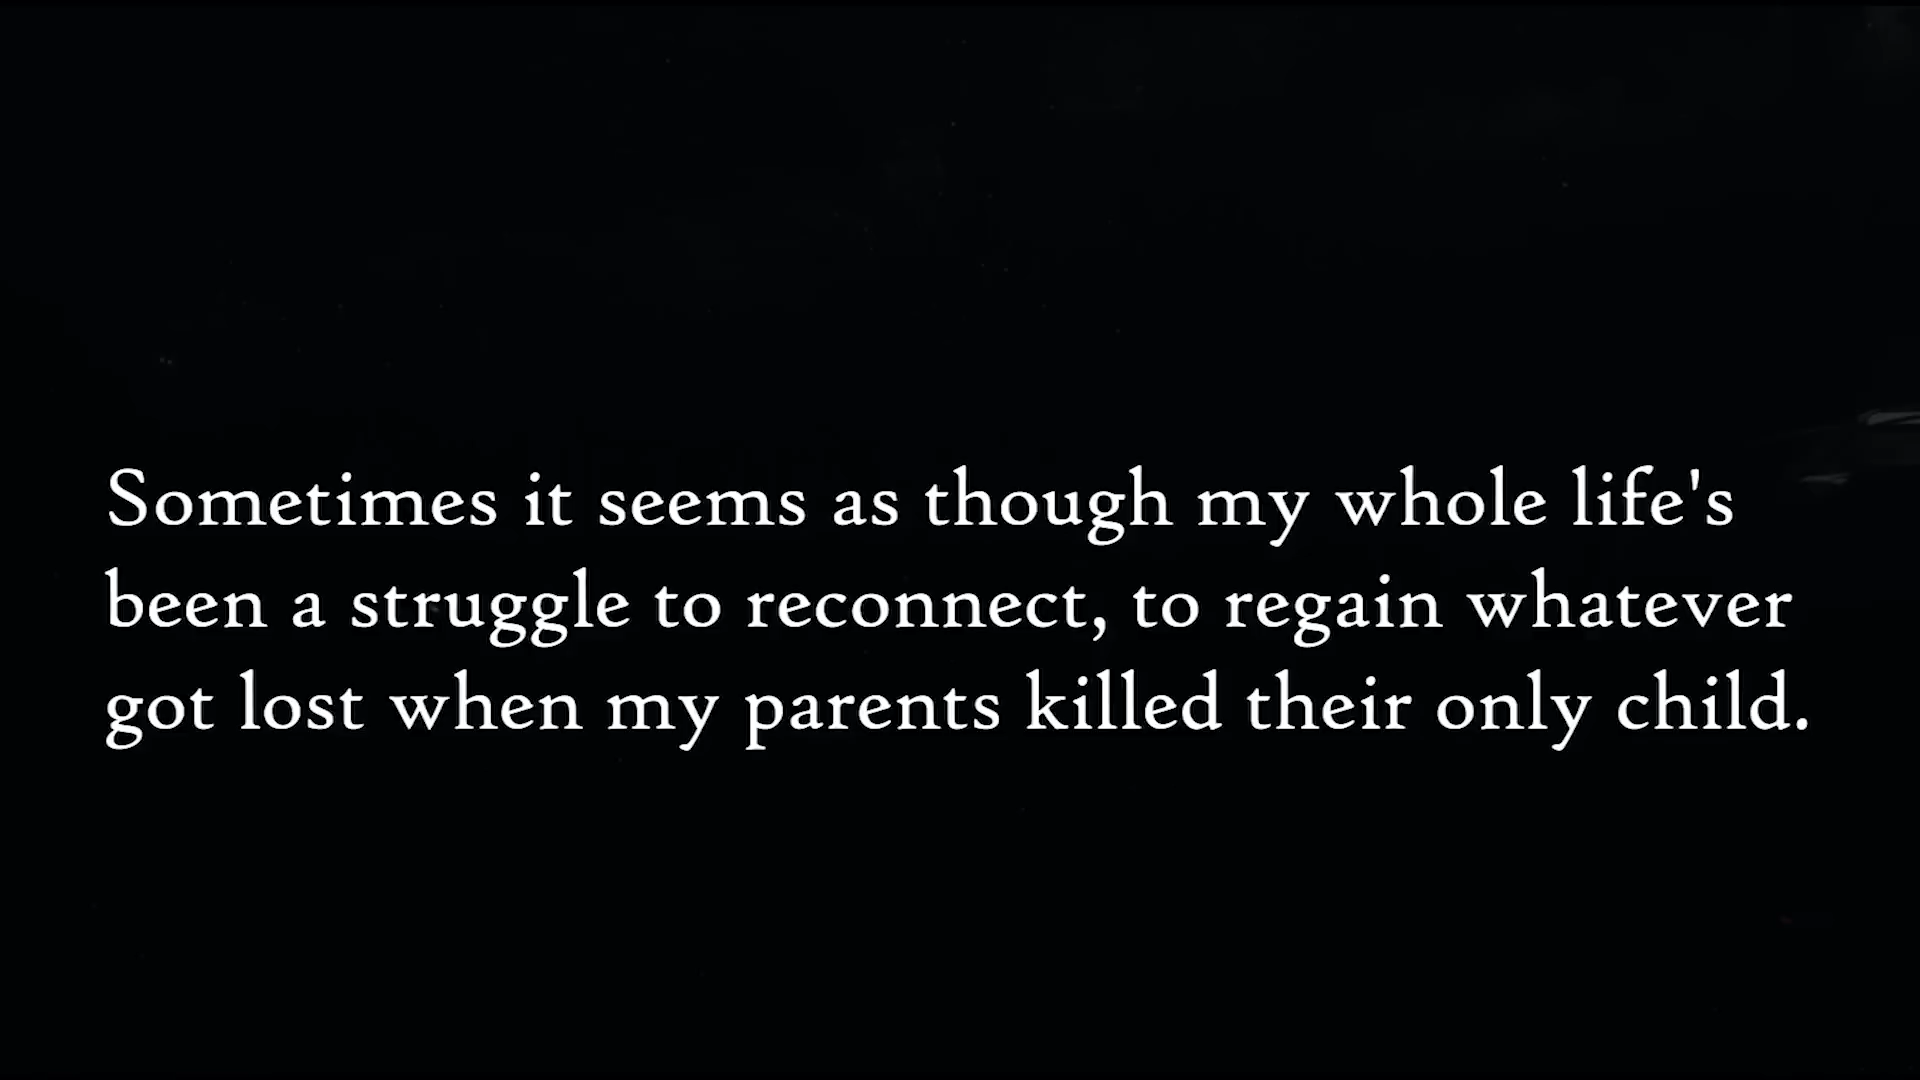 Sometimes it seems as though my whole life's
been a struggle to reconnect, to regain whatever
got lost when my parents killed their only child.